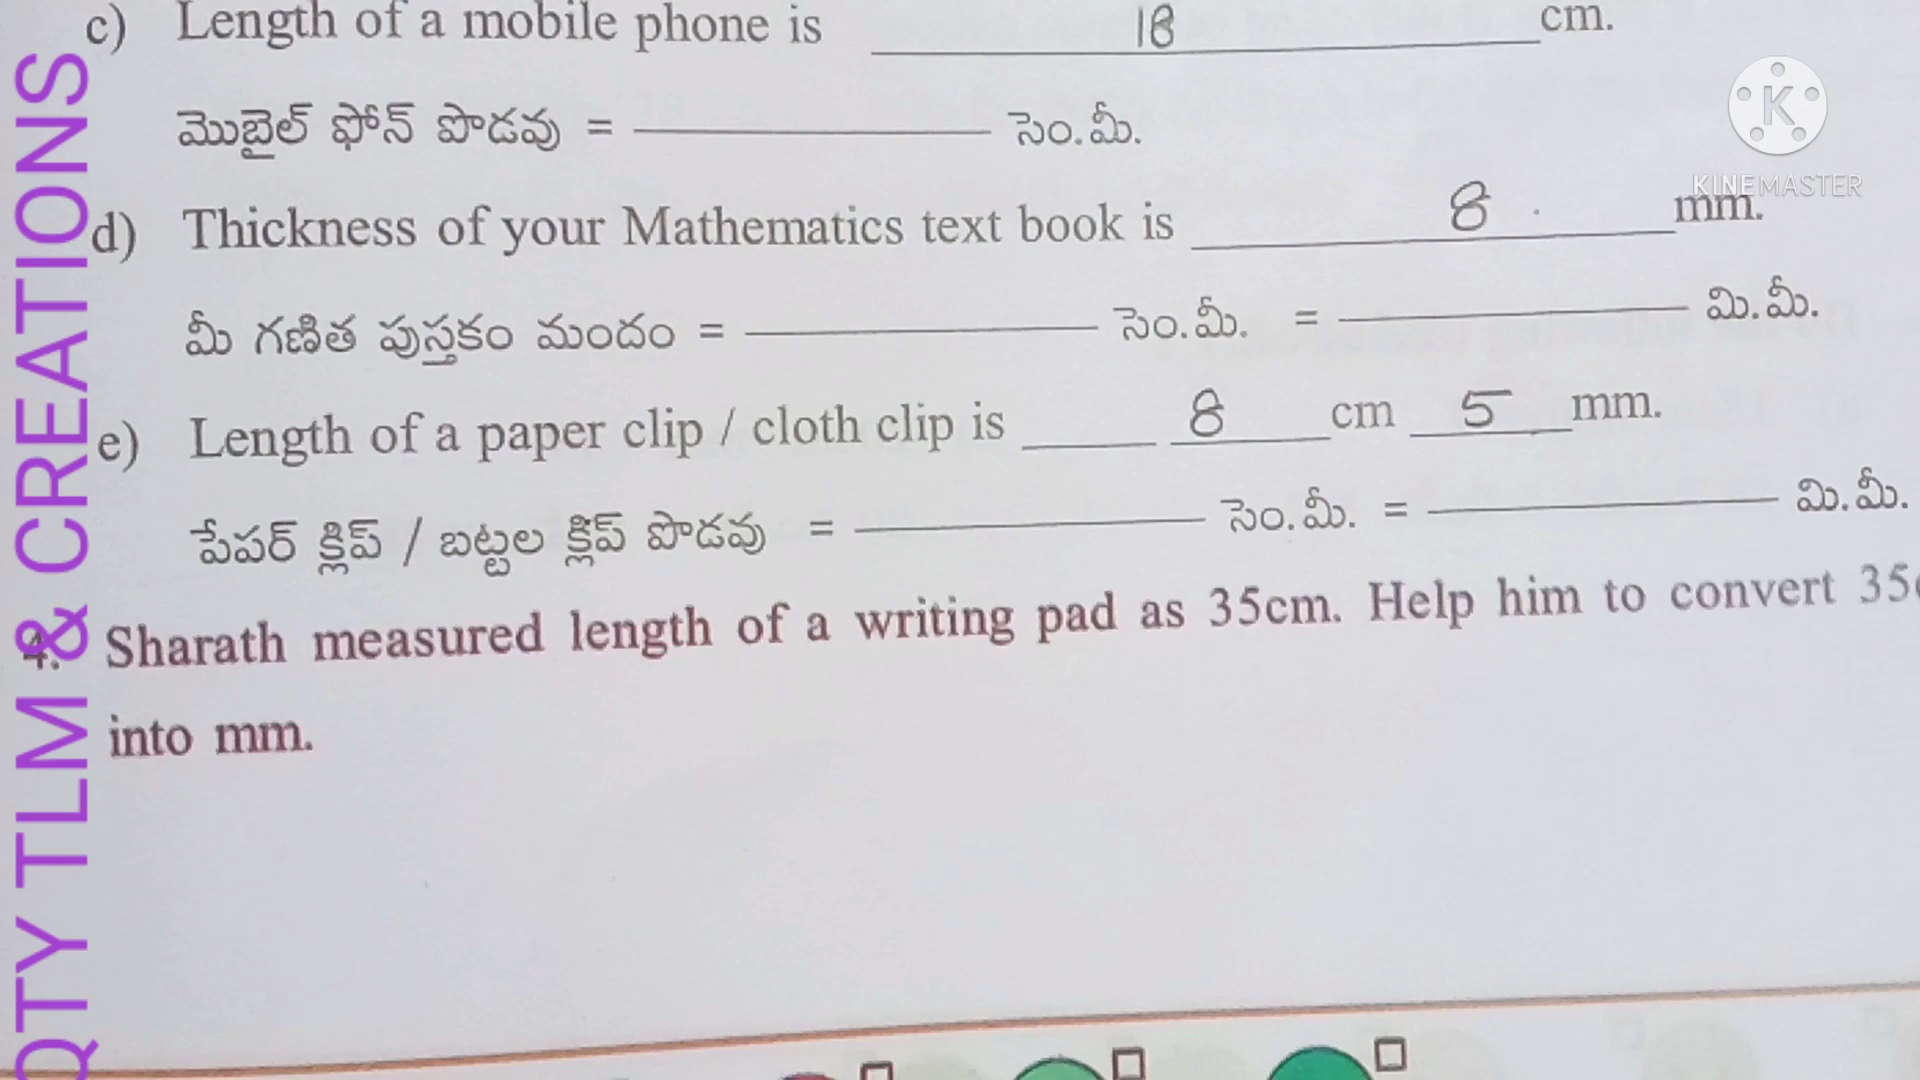 c) Length of a mobile phone is 18 cm.
మొబైల్ ఫోన్ పొడవు = సెం.మీ.
d) Thickness of your Mathematics text book is 8 mm.
మీ గణిత పుస్తకం మందం = సెం.మీ. = మి.మీ.
e) Length of a paper clip / cloth clip is 8 cm 5 mm.
పేపర్ క్లిప్ / బట్టల క్లిప్ పొడవు = సెం.మీ. = మి.మీ.
4. Sharath measured length of a writing pad as 35cm. Help him to convert 35
into mm.
QTY TLM & CREATIONS
K
KINEMASTER